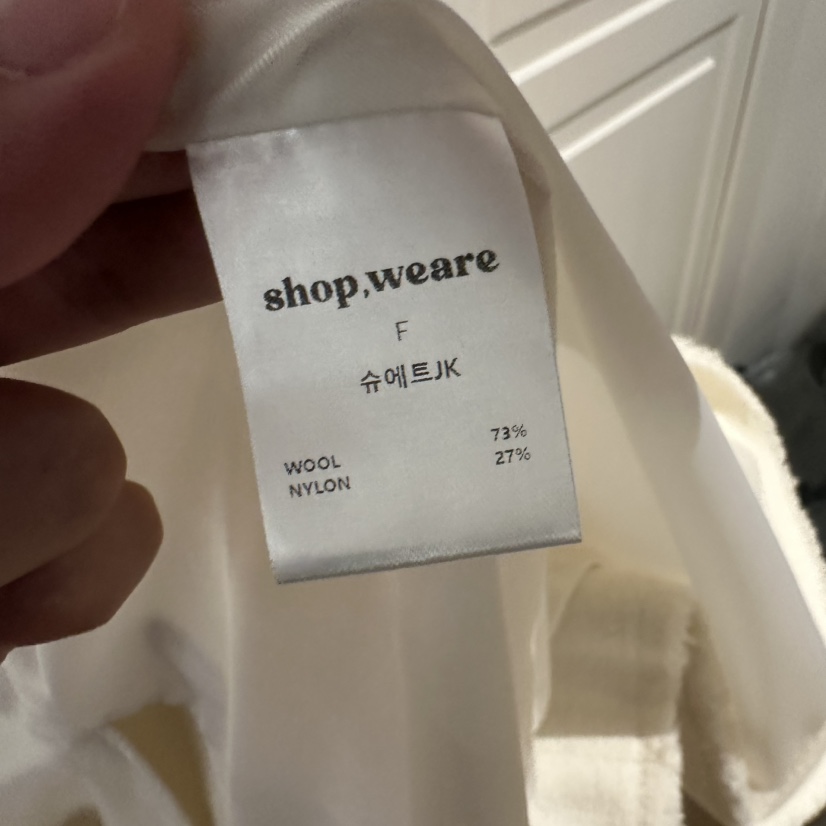 shop,weare
F
슈에트JK
WOOL 73%
NYLON 27%